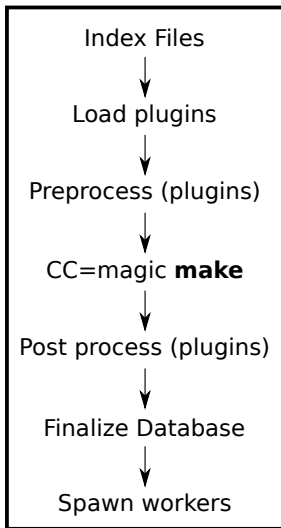 Index Files
Load plugins
Preprocess (plugins)
CC=magic make
Post process (plugins)
Finalize Database
Spawn workers